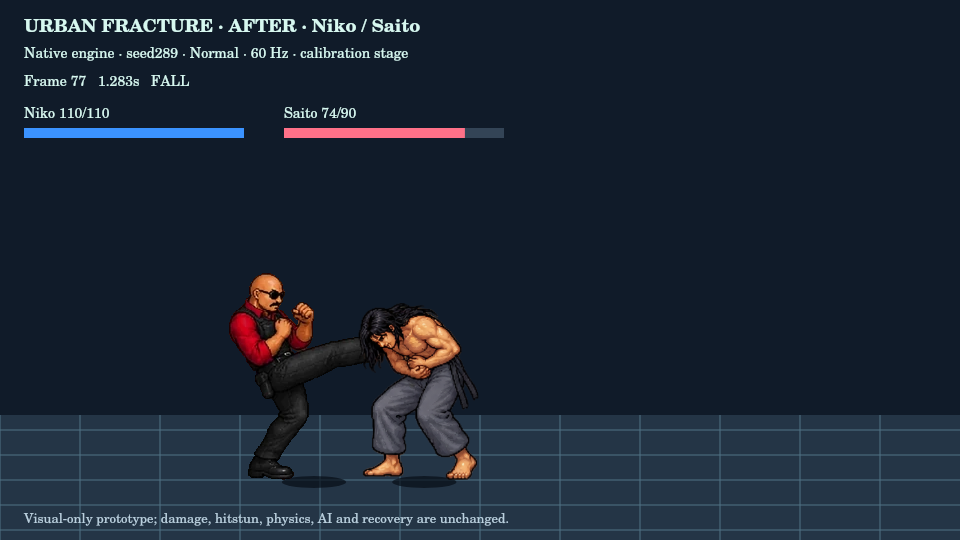 URBAN FRACTURE · AFTER · Niko / Saito
Native engine · seed289 · Normal · 60 Hz · calibration stage
Frame 77 1.283s FALL
Niko 110/110 Saito 74/90
Visual-only prototype; damage, hitstun, physics, AI and recovery are unchanged.